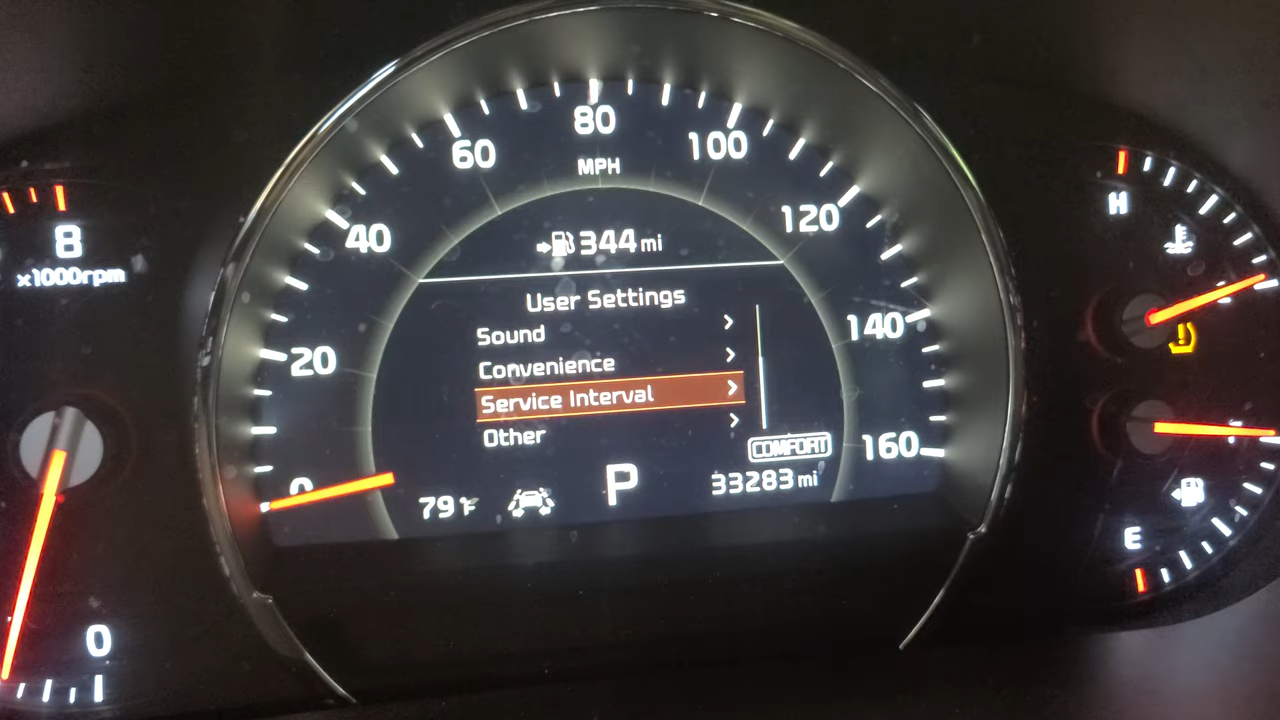 80
60
100
MPH
40
120
344 mi
User Settings
Sound
Convenience
Service Interval
Other
20
140
160
COMFORT
0
P
33283 mi
79°F
8
x1000rpm
0
H
E